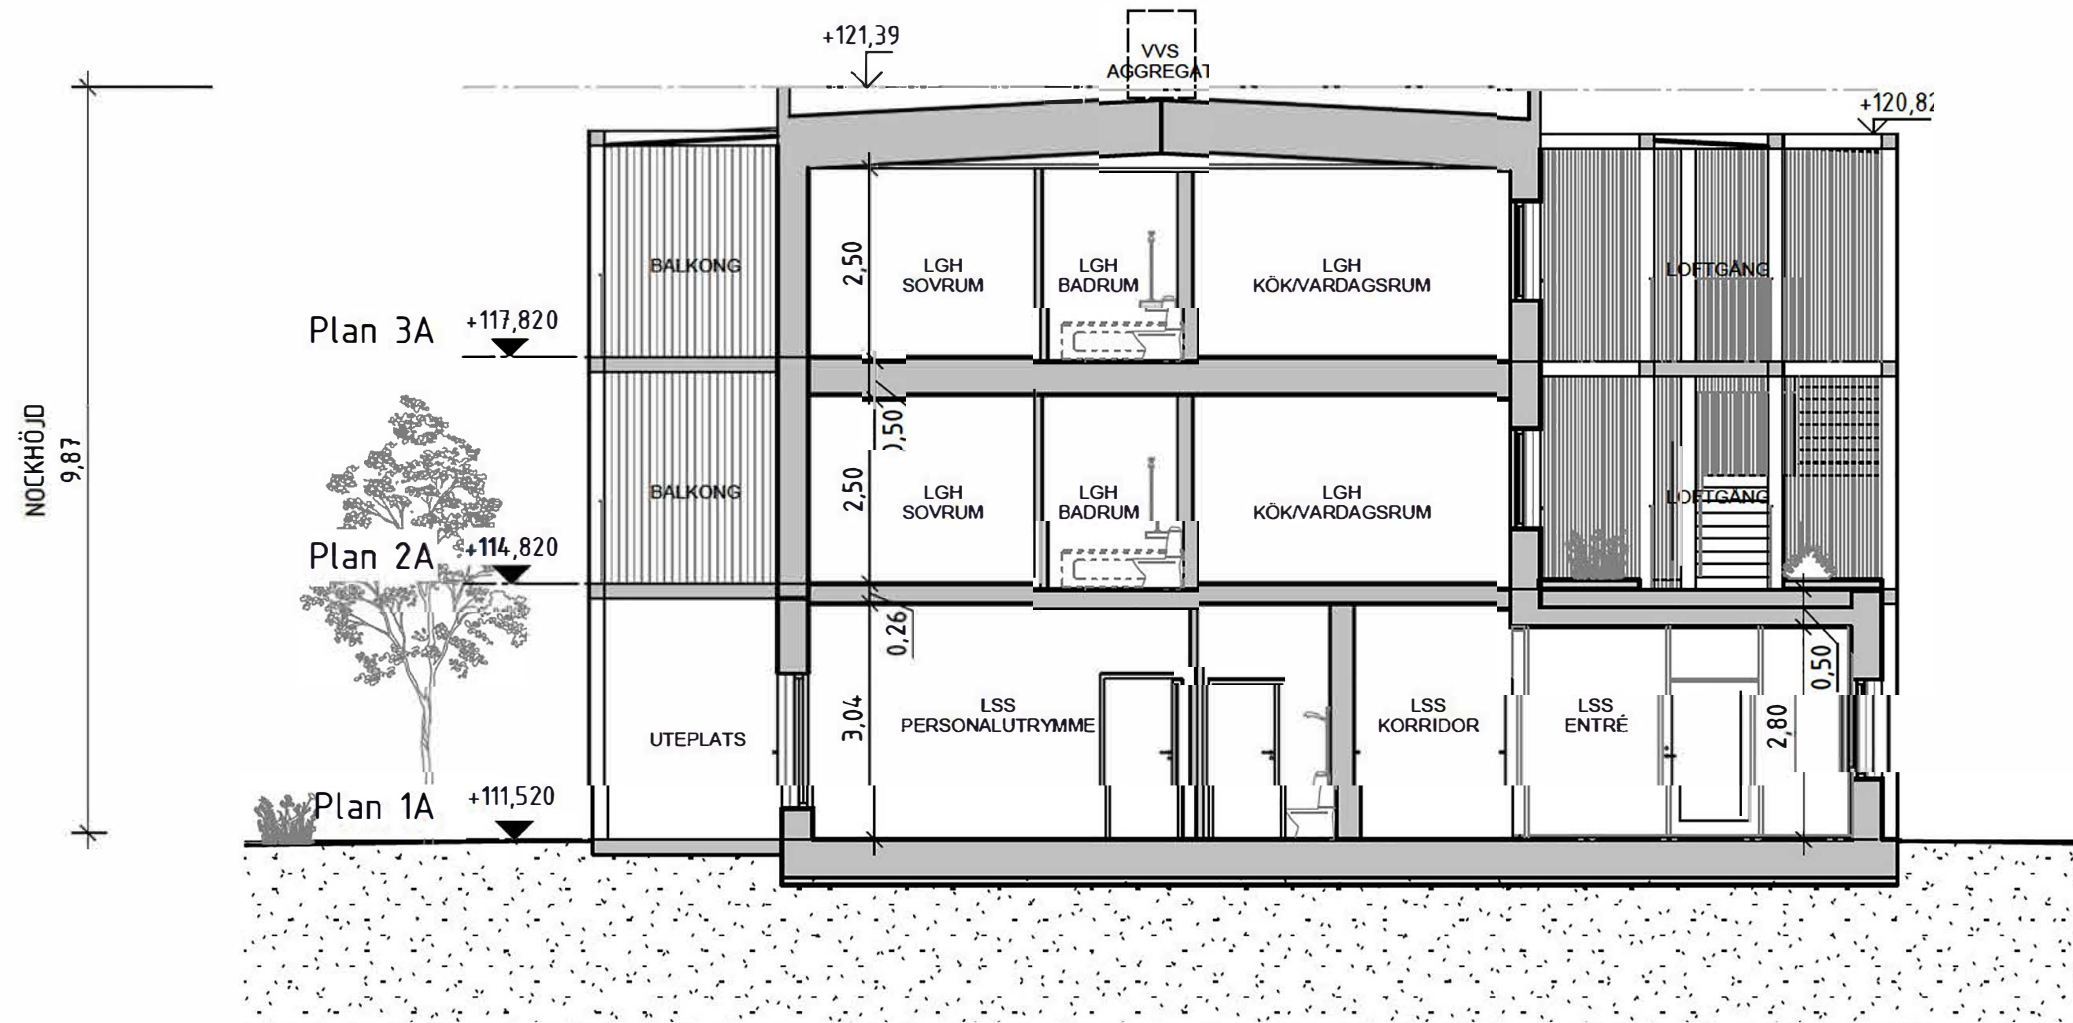 +121,39
VVS
AGGREGAT
+120,82
BALKONG
LGH
SOVRUM
LGH
BADRUM
LGH
KÖK/VARDAGSRUM
LOFTGÅNG
2,50
Plan 3A +117,820
NOCKHÖJD
9,87
),50
BALKONG
LGH
SOVRUM
LGH
BADRUM
LGH
KÖK/VARDAGSRUM
LOFTGÅNG
2,50
Plan 2A +114,820
0,26
0,50
UTEPLATS
3,04
LSS
PERSONALUTRYMME
LSS
KORRIDOR
LSS
ENTRÉ
2,80
Plan 1A +111,520